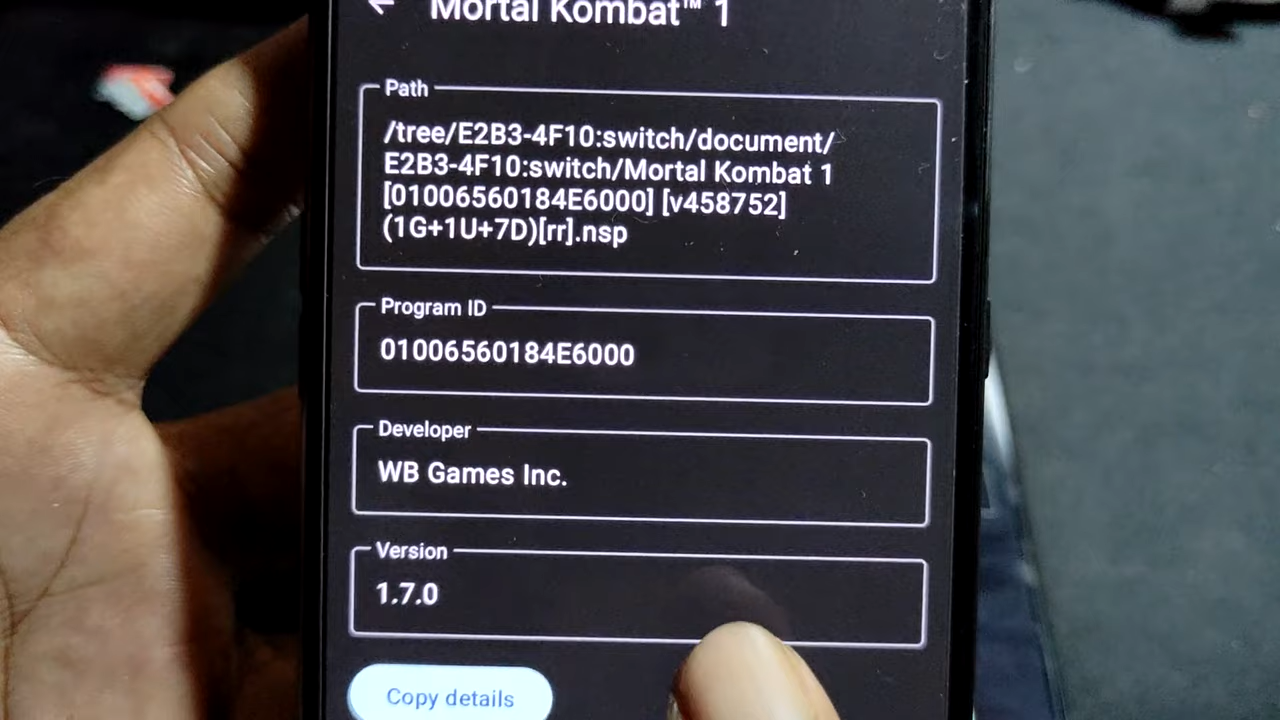 Mortal Kombat™ 1
Path
/tree/E2B3-4F10:switch/document/
E2B3-4F10:switch/Mortal Kombat 1
[01006560184E6000] [v458752]
(1G+1U+7D)[rr].nsp
Program ID
01006560184E6000
Developer
WB Games Inc.
Version
1.7.0
Copy details